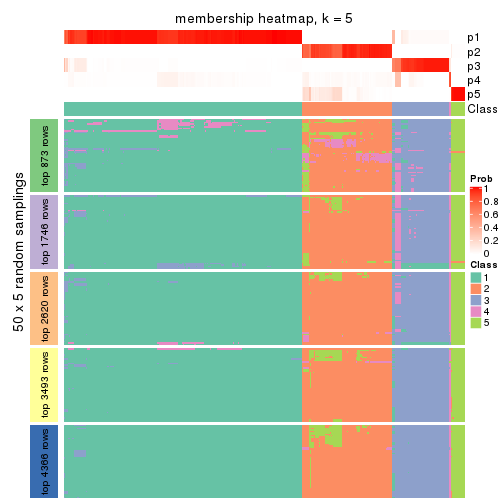 membership heatmap, k = 5
p1
p2
p3
p4
p5
Class
50 x 5 random samplings
top 873 rows
top 1746 rows
top 2620 rows
top 3493 rows
top 4366 rows
Prob
1
0.8
0.6
0.4
0.2
0
Class
1
2
3
4
5